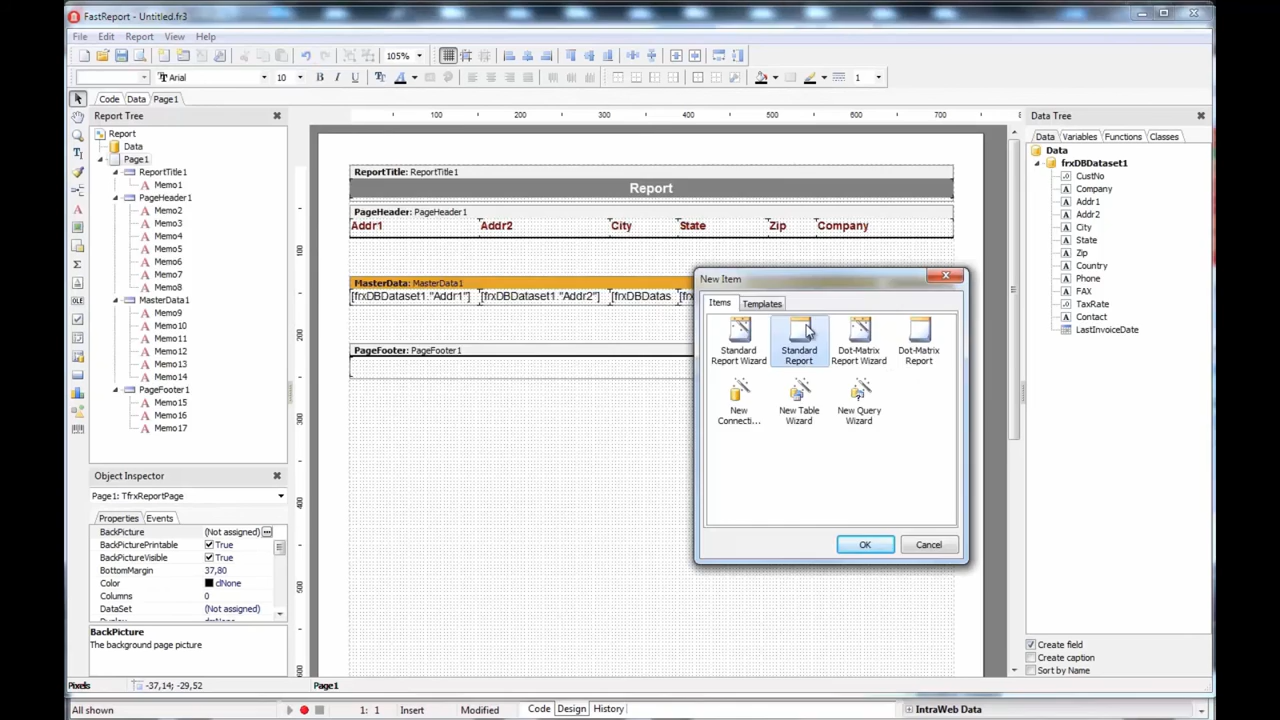 FastReport - Untitled.fr3
File Edit Report View Help
105%
Arial 10 B I U 1
Code Data Page1
Report Tree
Report
Data
Page1
ReportTitle1
Memo1
PageHeader1
Memo2
Memo3
Memo4
Memo5
Memo6
Memo7
Memo8
MasterData1
Memo9
Memo10
Memo11
Memo12
Memo13
Memo14
PageFooter1
Memo15
Memo16
Memo17
Object Inspector
Page1: TfrxReportPage
Properties Events
BackPicture (Not assigned)
BackPicturePrintable True
BackPictureVisible True
BottomMargin 37,80
Color clNone
Columns 0
DataSet (Not assigned)
BackPicture
The background page picture
100 200 300 400 500 600 700
100
200
300
400
500
600
ReportTitle: ReportTitle1
Report
PageHeader: PageHeader1
Addr1 Addr2 City State Zip Company
MasterData: MasterData1
[frxDBDataset1."Addr1"] [frxDBDataset1."Addr2"] [frxDBDatas
PageFooter: PageFooter1
New Item
Items Templates
Standard Report Wizard
Standard Report
Dot-Matrix Report Wizard
Dot-Matrix Report
New Connecti...
New Table Wizard
New Query Wizard
OK Cancel
Data Tree
Data Variables Functions Classes
Data
frxDBDataset1
CustNo
Company
Addr1
Addr2
City
State
Zip
Country
Phone
FAX
TaxRate
Contact
LastInvoiceDate
Create field
Create caption
Sort by Name
Pixels -37,14; -29,52 Page1
All shown 1: 1 Insert Modified Code Design History IntraWeb Data